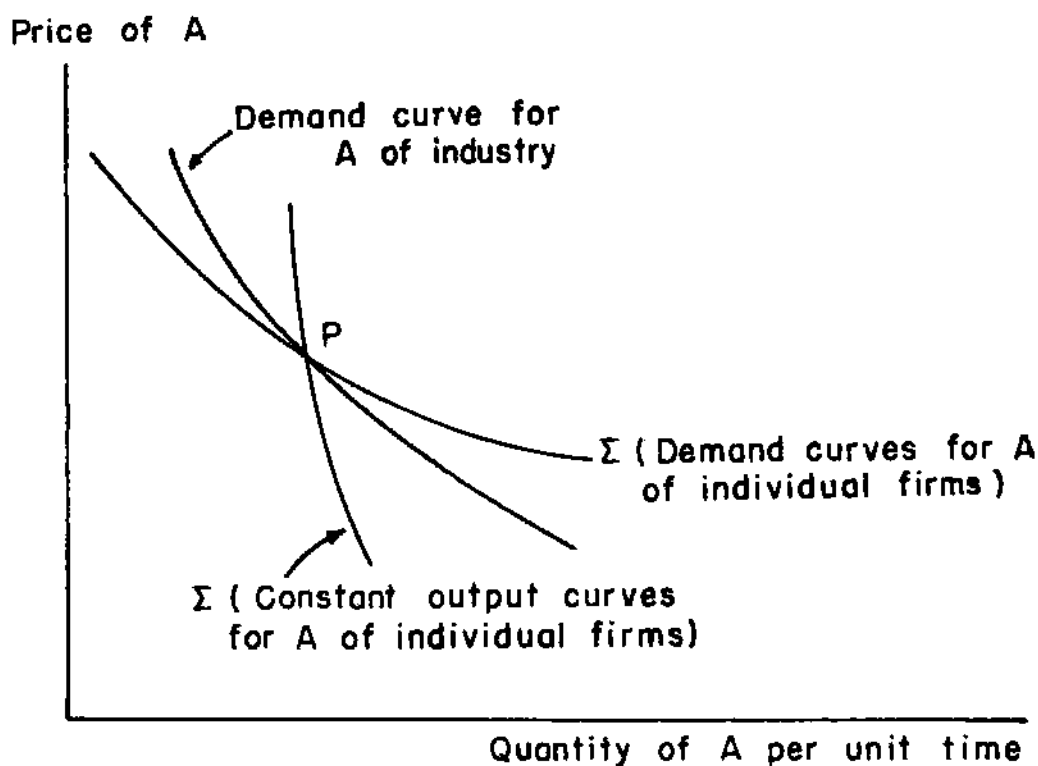 Price of A
Demand curve for
A of industry
P
Σ (Demand curves for A
of individual firms)
Σ (Constant output curves
for A of individual firms)
Quantity of A per unit time